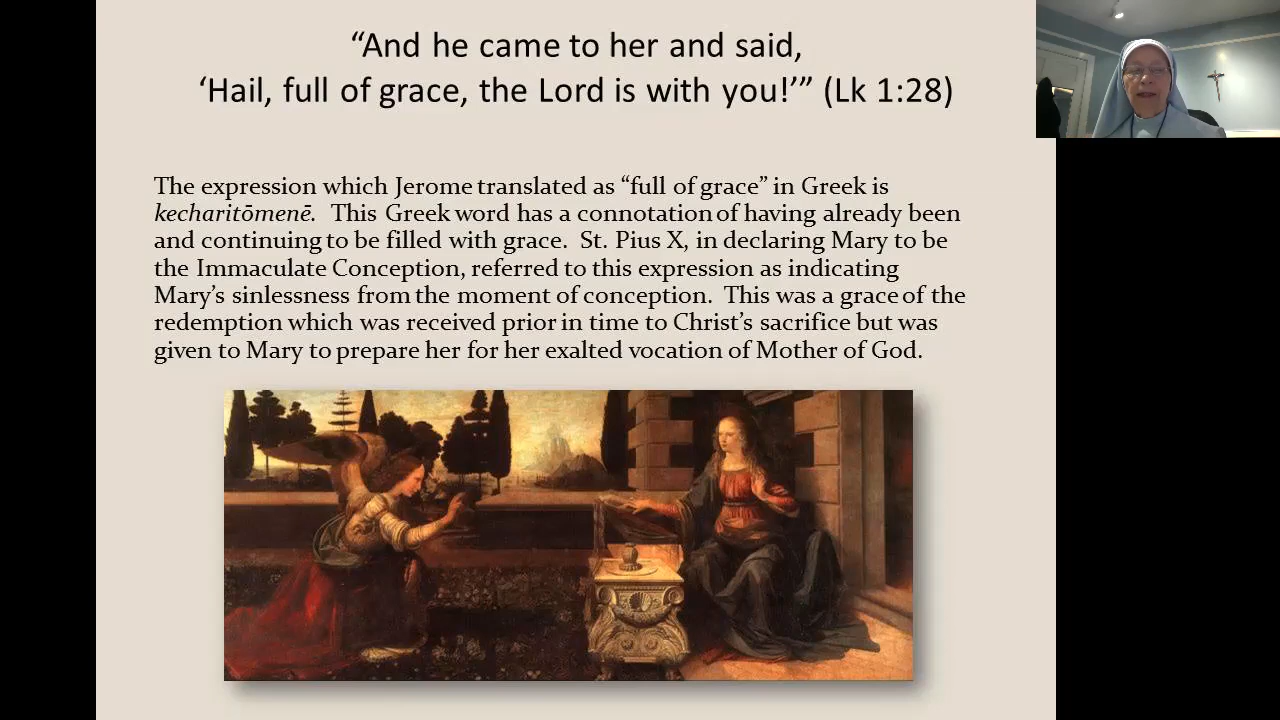 “And he came to her and said,
‘Hail, full of grace, the Lord is with you!’” (Lk 1:28)
The expression which Jerome translated as “full of grace” in Greek is
kecharitōmenē. This Greek word has a connotation of having already been
and continuing to be filled with grace. St. Pius X, in declaring Mary to be
the Immaculate Conception, referred to this expression as indicating
Mary’s sinlessness from the moment of conception. This was a grace of the
redemption which was received prior in time to Christ’s sacrifice but was
given to Mary to prepare her for her exalted vocation of Mother of God.